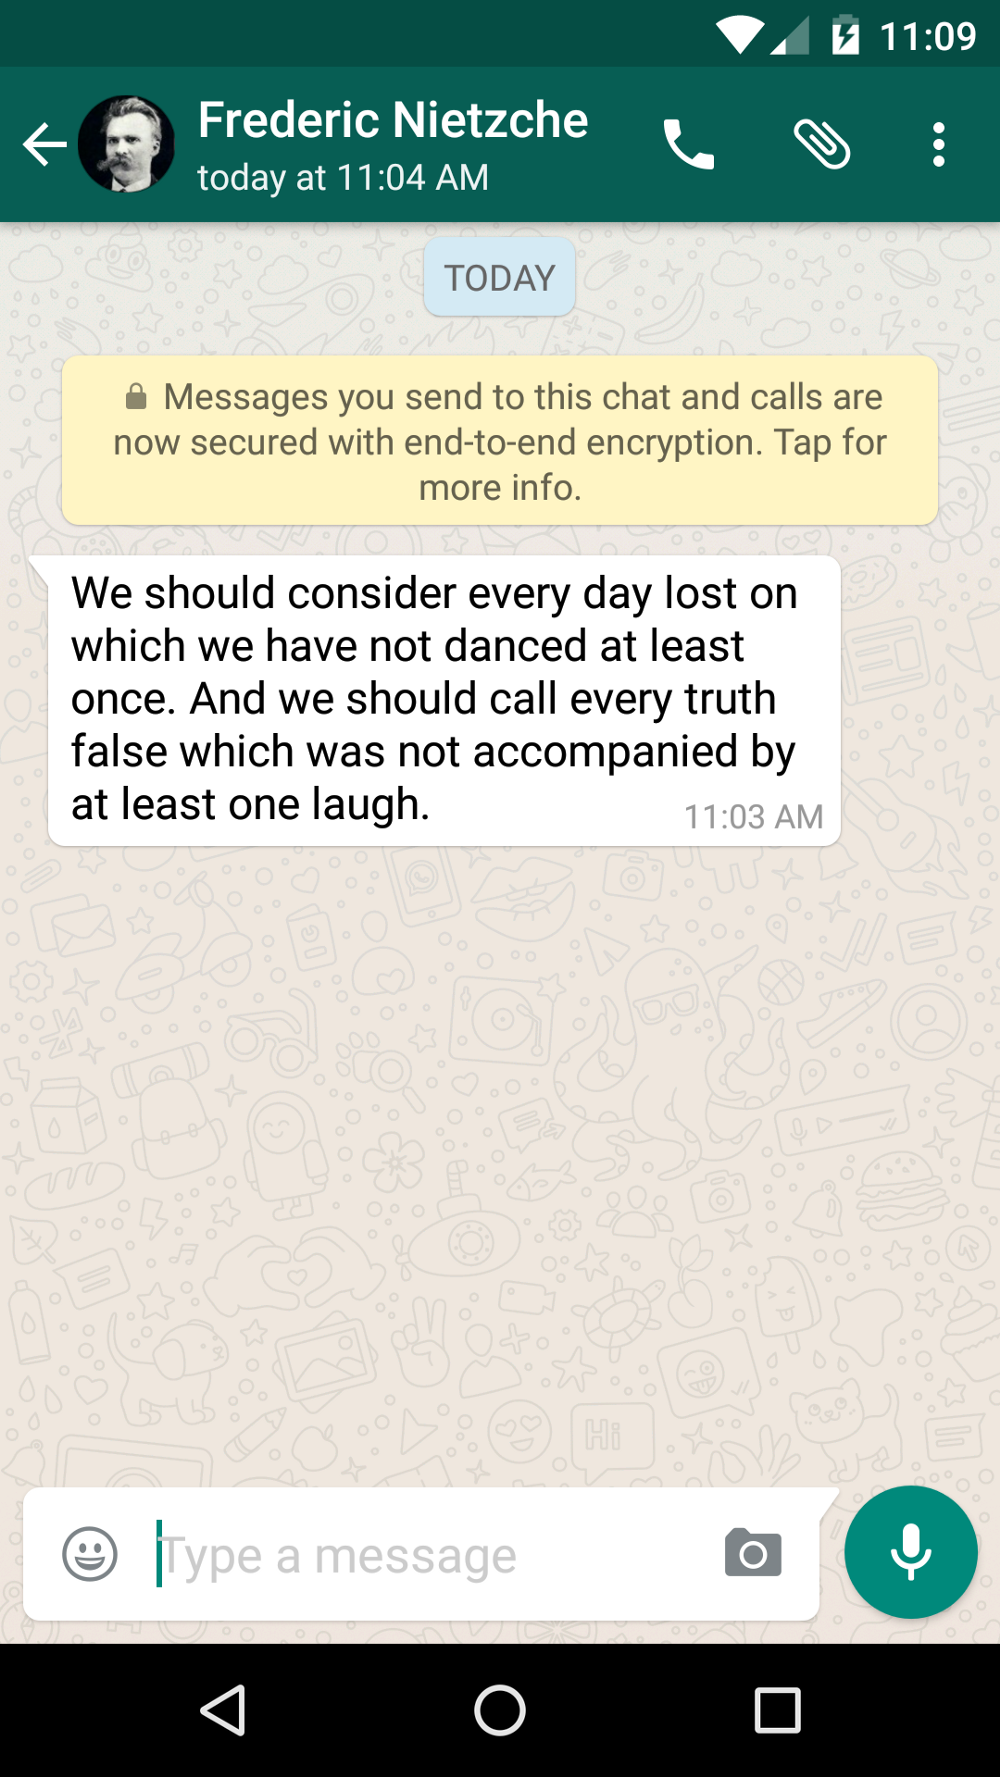 11:09
Frederic Nietzche
today at 11:04 AM
TODAY
Messages you send to this chat and calls are
now secured with end-to-end encryption. Tap for
more info.
We should consider every day lost on
which we have not danced at least
once. And we should call every truth
false which was not accompanied by
at least one laugh.
11:03 AM
Hi
Type a message